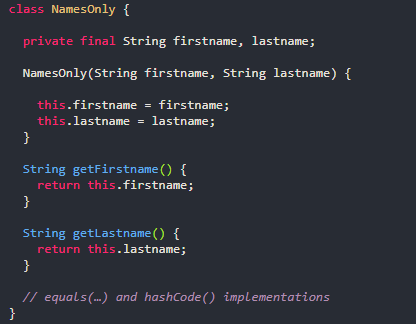 class NamesOnly {
private final String firstname, lastname;
NamesOnly(String firstname, String lastname) {
this.firstname = firstname;
this.lastname = lastname;
}
String getFirstname() {
return this.firstname;
}
String getLastname() {
return this.lastname;
}
// equals(…) and hashCode() implementations
}